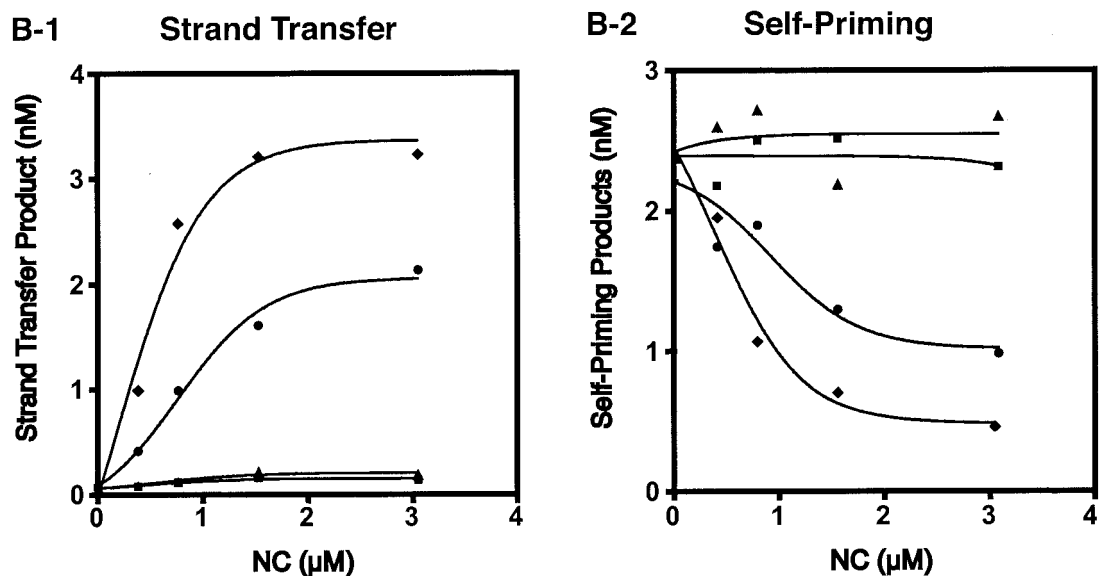 B-1 Strand Transfer
Strand Transfer Product (nM)
4
3
2
1
0
0 1 2 3 4
NC (µM)
B-2 Self-Priming
Self-Priming Products (nM)
3
2
1
0
0 1 2 3 4
NC (µM)